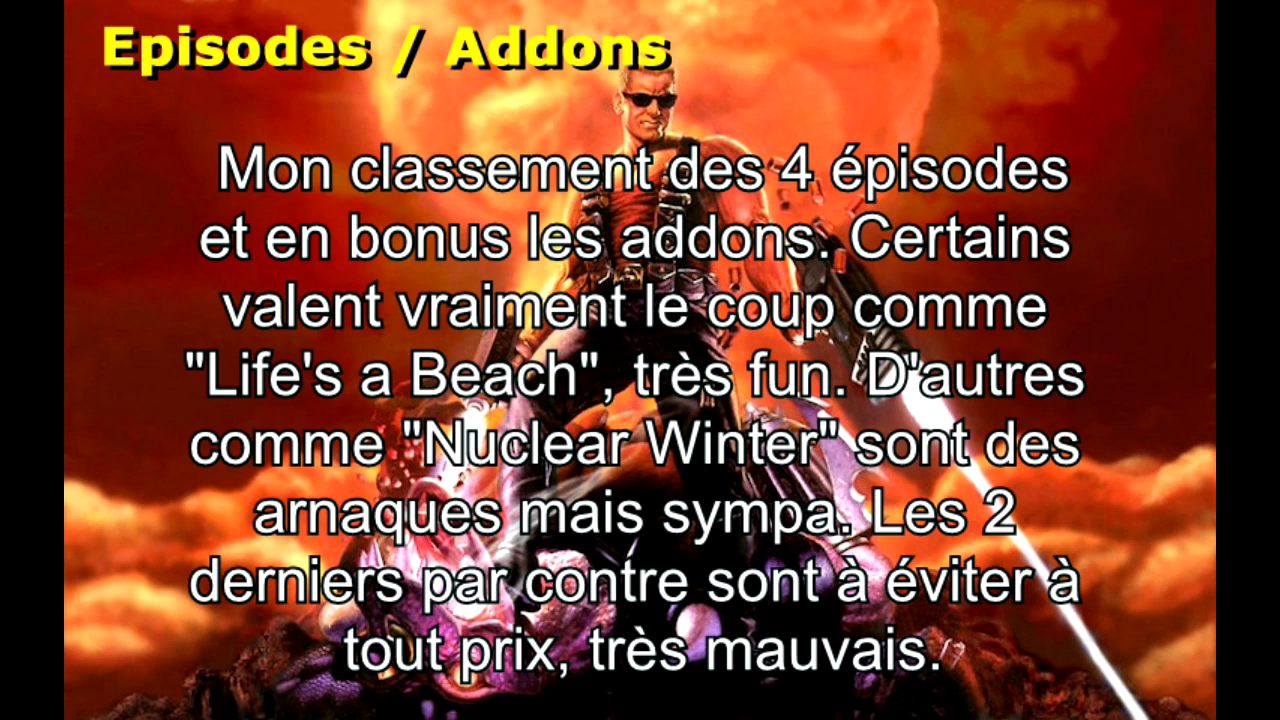 Episodes / Addons
Mon classement des 4 épisodes
et en bonus les addons. Certains
valent vraiment le coup comme
"Life's a Beach", très fun. D'autres
comme "Nuclear Winter" sont des
arnaques mais sympa. Les 2
derniers par contre sont à éviter à
tout prix, très mauvais.